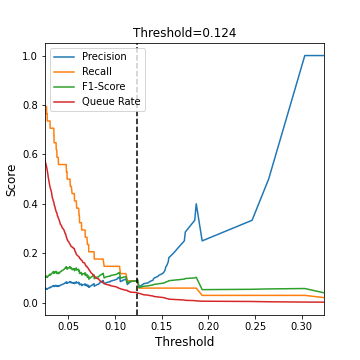 Threshold=0.124
Precision
Recall
F1-Score
Queue Rate
1.0
0.8
0.6
0.4
0.2
0.0
Score
0.05 0.10 0.15 0.20 0.25 0.30
Threshold